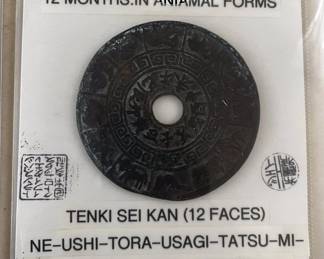 12 MONTHS.IN ANIAMAL FORMS
TENKI SEI KAN (12 FACES)
NE-USHI-TORA-USAGI-TATSU-MI-